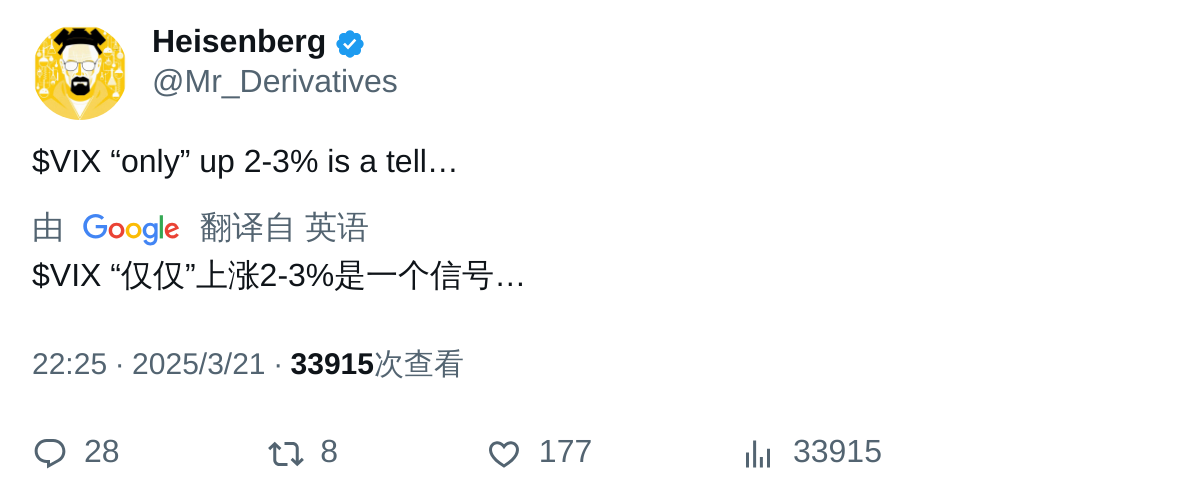 Heisenberg
@Mr_Derivatives
$VIX “only” up 2-3% is a tell…
由 Google 翻译自 英语
$VIX “仅仅”上涨2-3%是一个信号…
22:25 · 2025/3/21 · 33915次查看
28 8 177 33915